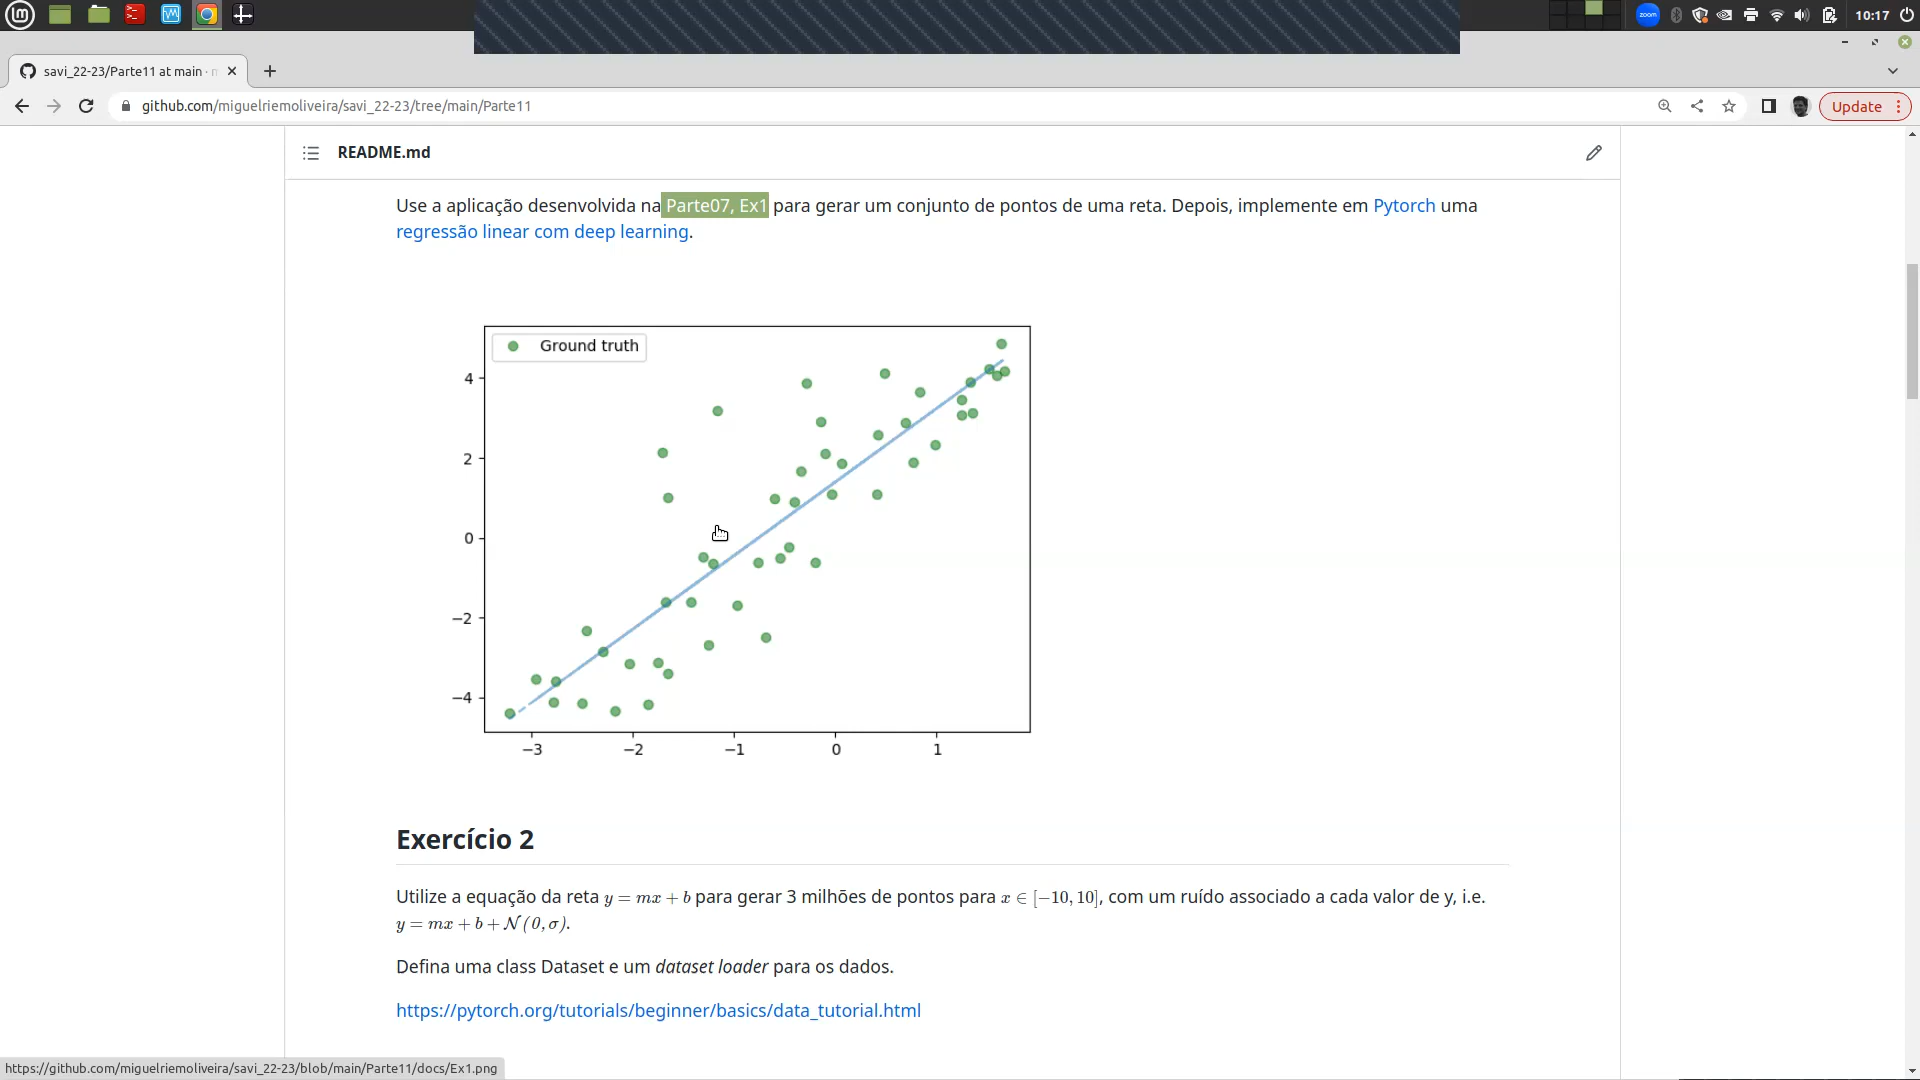 zoom
10:17
savi_22-23/Parte11 at main ·
github.com/miguelriemoliveira/savi_22-23/tree/main/Parte11
Update
README.md
Use a aplicação desenvolvida na Parte07, Ex1 para gerar um conjunto de pontos de uma reta. Depois, implemente em Pytorch uma
regressão linear com deep learning.
Ground truth
4
2
0
−2
−4
−3 −2 −1 0 1
Exercício 2
Utilize a equação da reta y = mx + b para gerar 3 milhões de pontos para x ∈ [−10, 10], com um ruído associado a cada valor de y, i.e.
y = mx + b + 𝒩(0, σ).
Defina uma class Dataset e um dataset loader para os dados.
https://pytorch.org/tutorials/beginner/basics/data_tutorial.html
https://github.com/miguelriemoliveira/savi_22-23/blob/main/Parte11/docs/Ex1.png